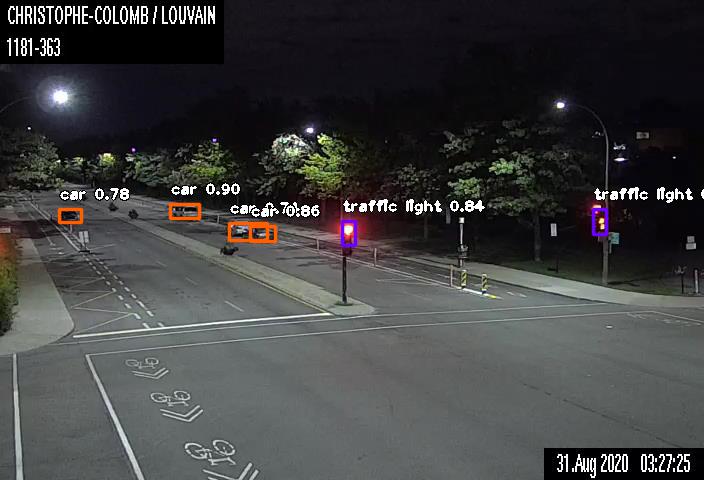 CHRISTOPHE-COLOMB / LOUVAIN
1181-363
car 0.78
car 0.90
car 0.86
traffic light 0.84
traffic light
31.Aug 2020 03:27:25